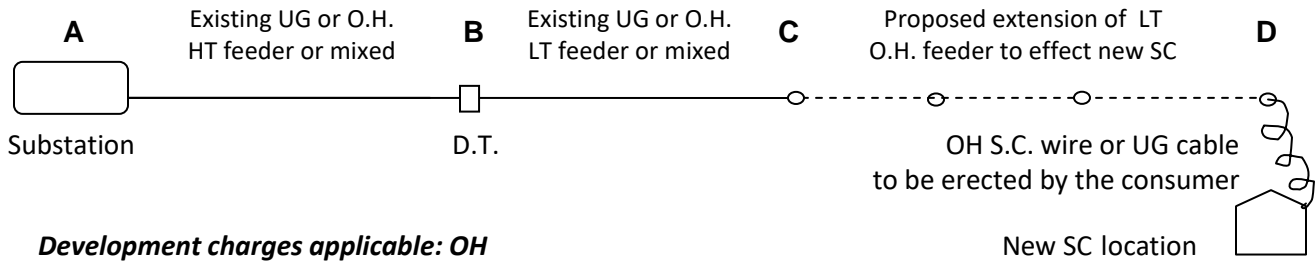 A
Existing UG or O.H.
HT feeder or mixed
B
Existing UG or O.H.
LT feeder or mixed
C
Proposed extension of LT
O.H. feeder to effect new SC
D
Substation
D.T.
OH S.C. wire or UG cable
to be erected by the consumer
Development charges applicable: OH
New SC location